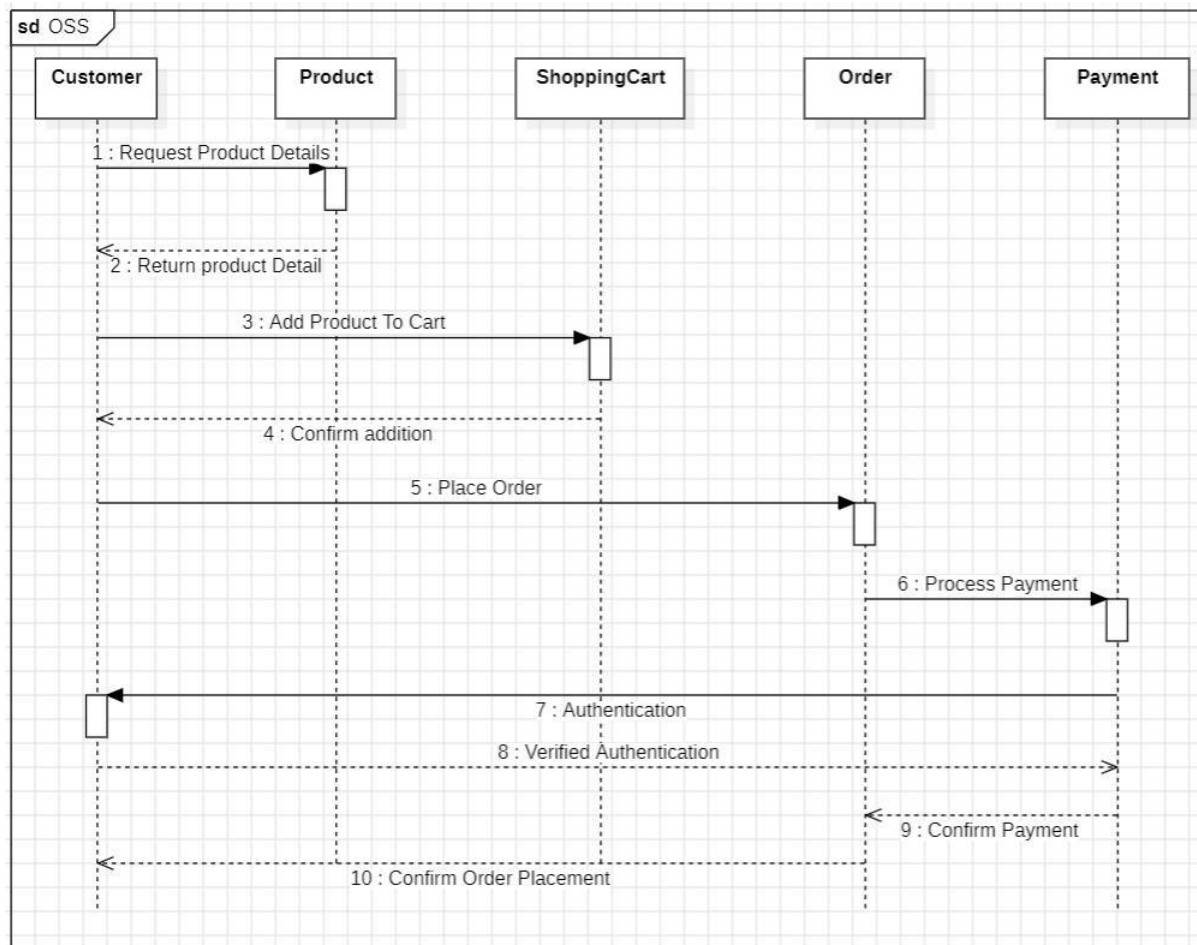 sd OSS
Customer
Product
ShoppingCart
Order
Payment
1 : Request Product Details
2 : Return product Detail
3 : Add Product To Cart
4 : Confirm addition
5 : Place Order
6 : Process Payment
7 : Authentication
8 : Verified Authentication
9 : Confirm Payment
10 : Confirm Order Placement